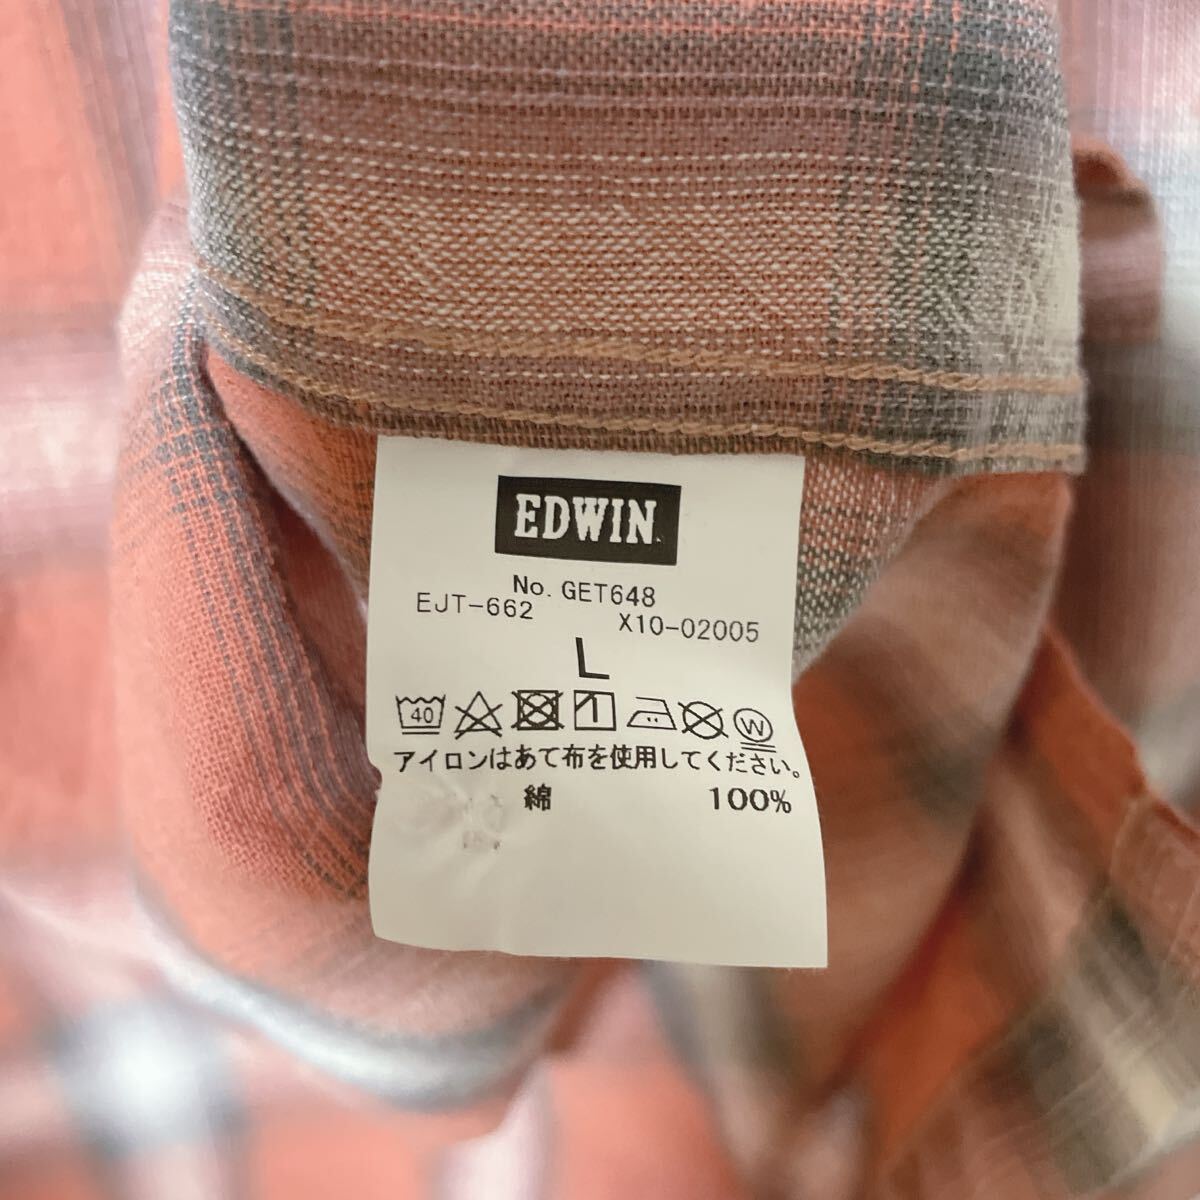 EDWIN
No. GET648
EJT-662 X10-02005
L
40 W
アイロンはあて布を使用してください。
綿 100%